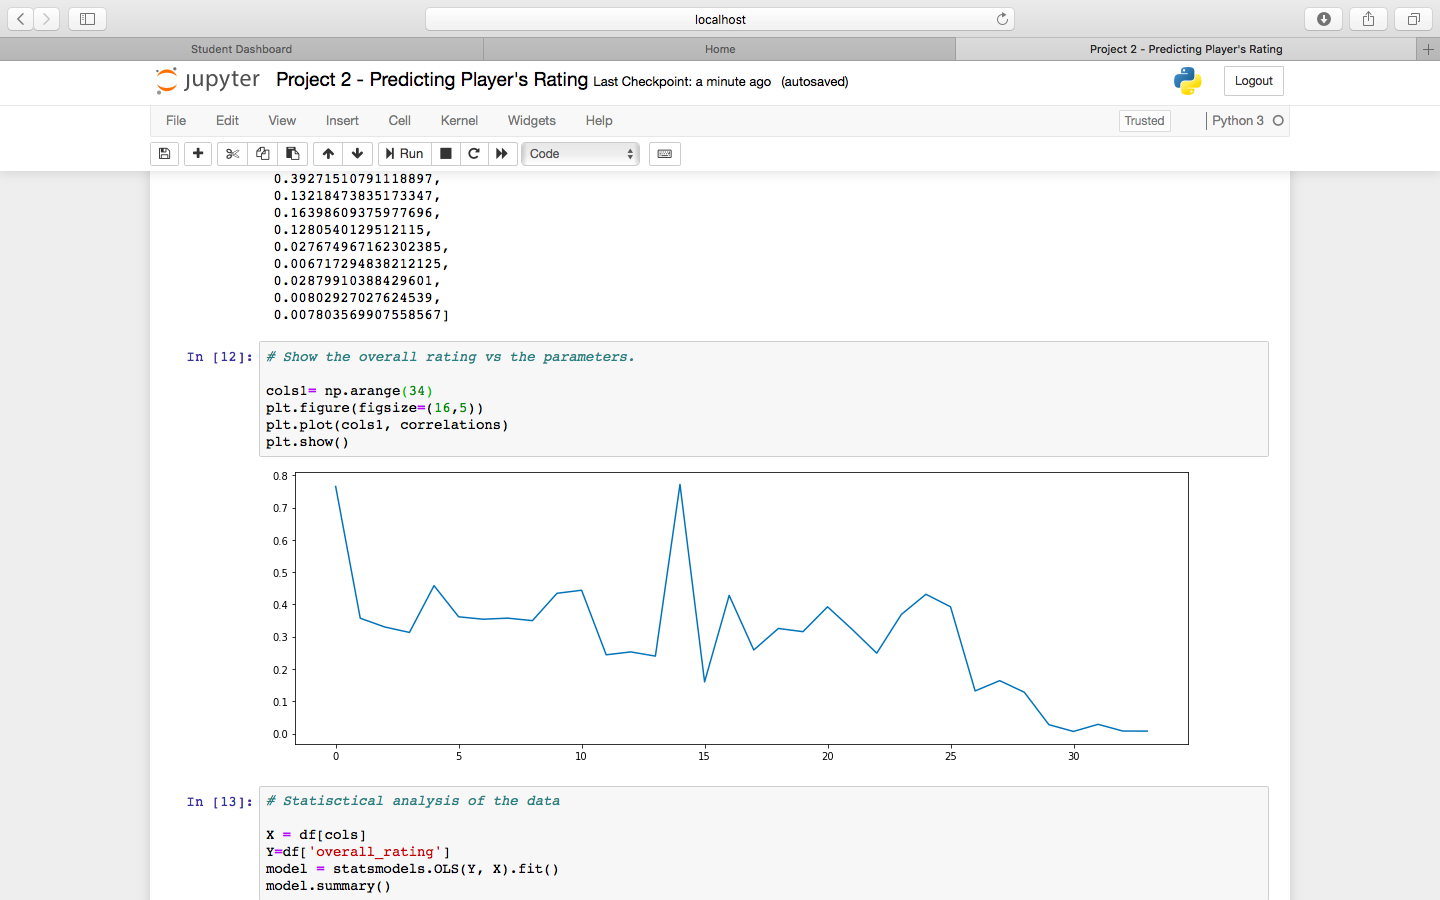 localhost
Student Dashboard
Home
Project 2 - Predicting Player's Rating
jupyter Project 2 - Predicting Player's Rating Last Checkpoint: a minute ago (autosaved)
Logout
File Edit View Insert Cell Kernel Widgets Help
Trusted
Python 3
Run
Code
0.39271510791118897,
0.13218473835173347,
0.16398609375977696,
0.1280540129512115,
0.027674967162302385,
0.006717294838212125,
0.02879910388429601,
0.00802927027624539,
0.007803569907558567]
In [12]:
# Show the overall rating vs the parameters.
cols1= np.arange(34)
plt.figure(figsize=(16,5))
plt.plot(cols1, correlations)
plt.show()
0.8
0.7
0.6
0.5
0.4
0.3
0.2
0.1
0.0
0 5 10 15 20 25 30
In [13]:
# Statisctical analysis of the data
X = df[cols]
Y=df['overall_rating']
model = statsmodels.OLS(Y, X).fit()
model.summary()